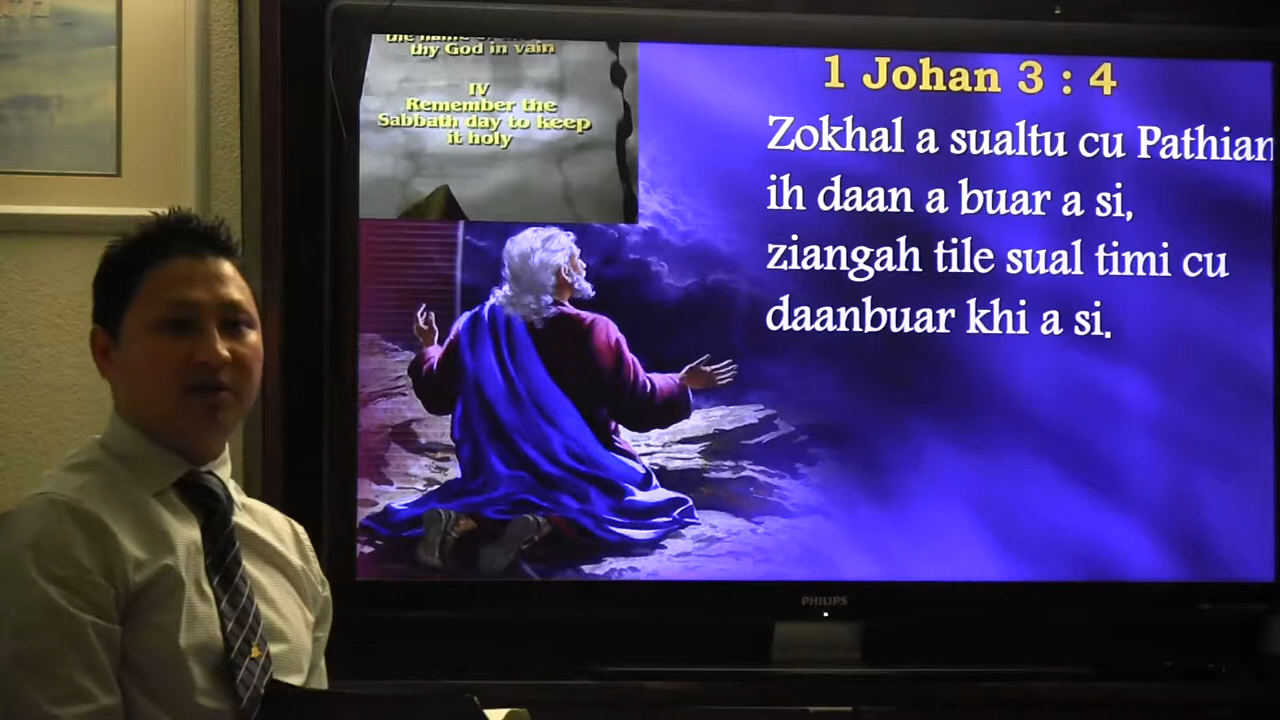 thy God in vain
IV
Remember the
Sabbath day to keep
it holy
1 Johan 3 : 4
Zokhal a sualtu cu Pathian
ih daan a buar a si,
ziangah tile sual timi cu
daanbuar khi a si.
PHILIPS